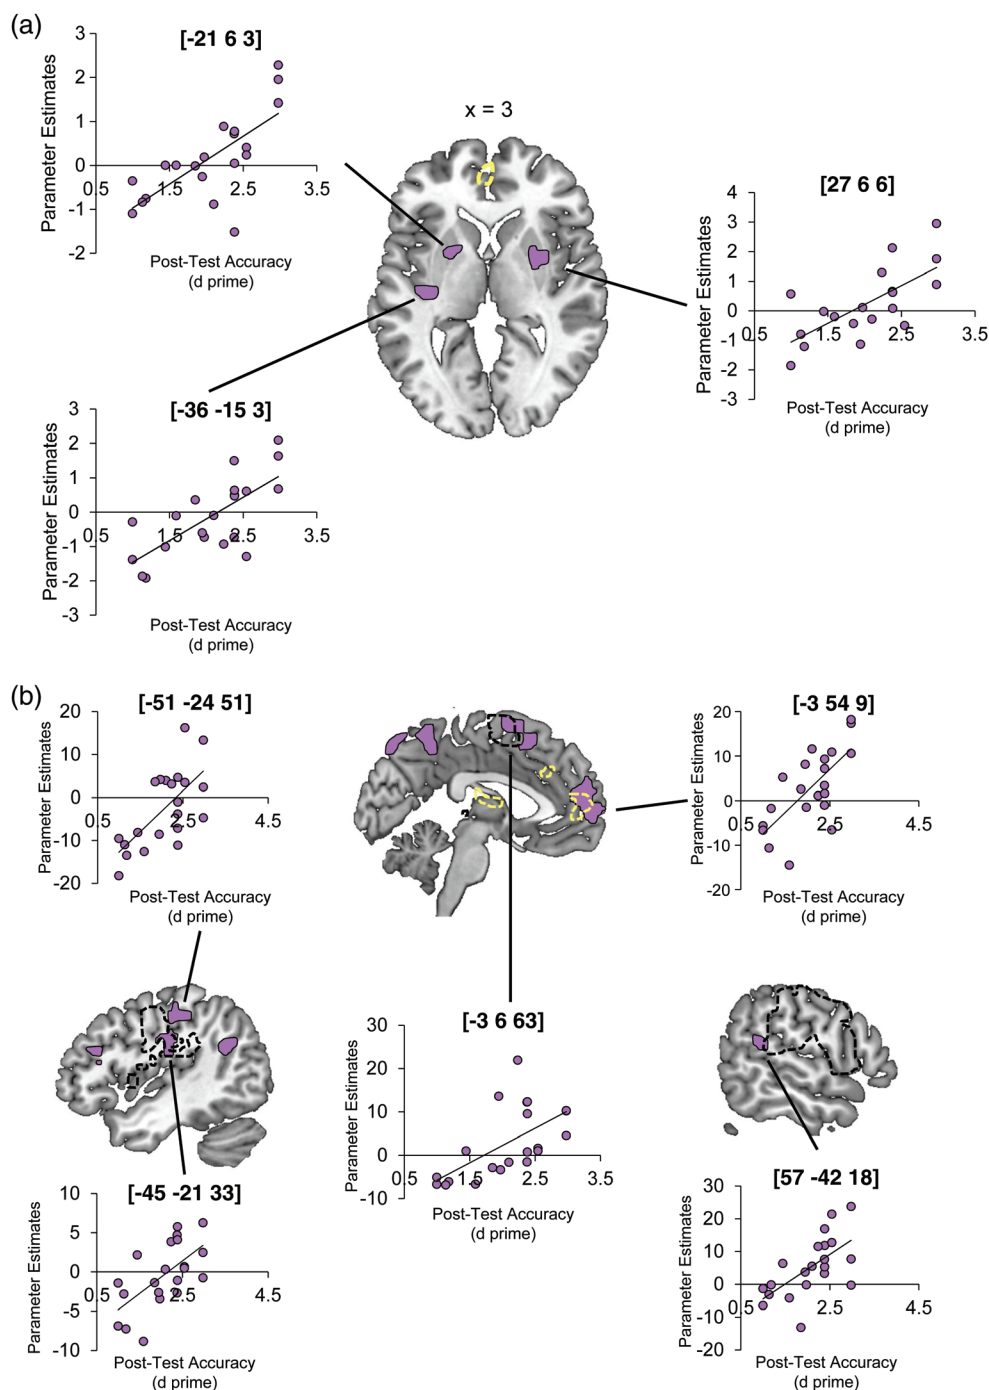 (a)
[-21 6 3]
3
2
1
0
-1
-2
0.5
1.5
2.5
3.5
Parameter Estimates
Post-Test Accuracy
(d prime)
x = 3
[27 6 6]
4
3
2
1
0
-1
-2
-3
0.5
1.5
2.5
3.5
Parameter Estimates
Post-Test Accuracy
(d prime)
[-36 -15 3]
3
2
1
0
-1
-2
-3
0.5
1.5
2.5
3.5
Parameter Estimates
Post-Test Accuracy
(d prime)
(b)
[-51 -24 51]
20
10
0
-10
-20
0.5
2.5
4.5
Parameter Estimates
Post-Test Accuracy
(d prime)
[-3 54 9]
20
10
0
-10
-20
0.5
2.5
4.5
Parameter Estimates
Post-Test Accuracy
(d prime)
[-3 6 63]
30
20
10
0
-10
0.5
1.5
2.5
3.5
Parameter Estimates
Post-Test Accuracy
(d prime)
[-45 -21 33]
10
5
0
-5
-10
0.5
2.5
4.5
Parameter Estimates
Post-Test Accuracy
(d prime)
[57 -42 18]
30
20
10
0
-10
-20
0.5
2.5
4.5
Parameter Estimates
Post-Test Accuracy
(d prime)